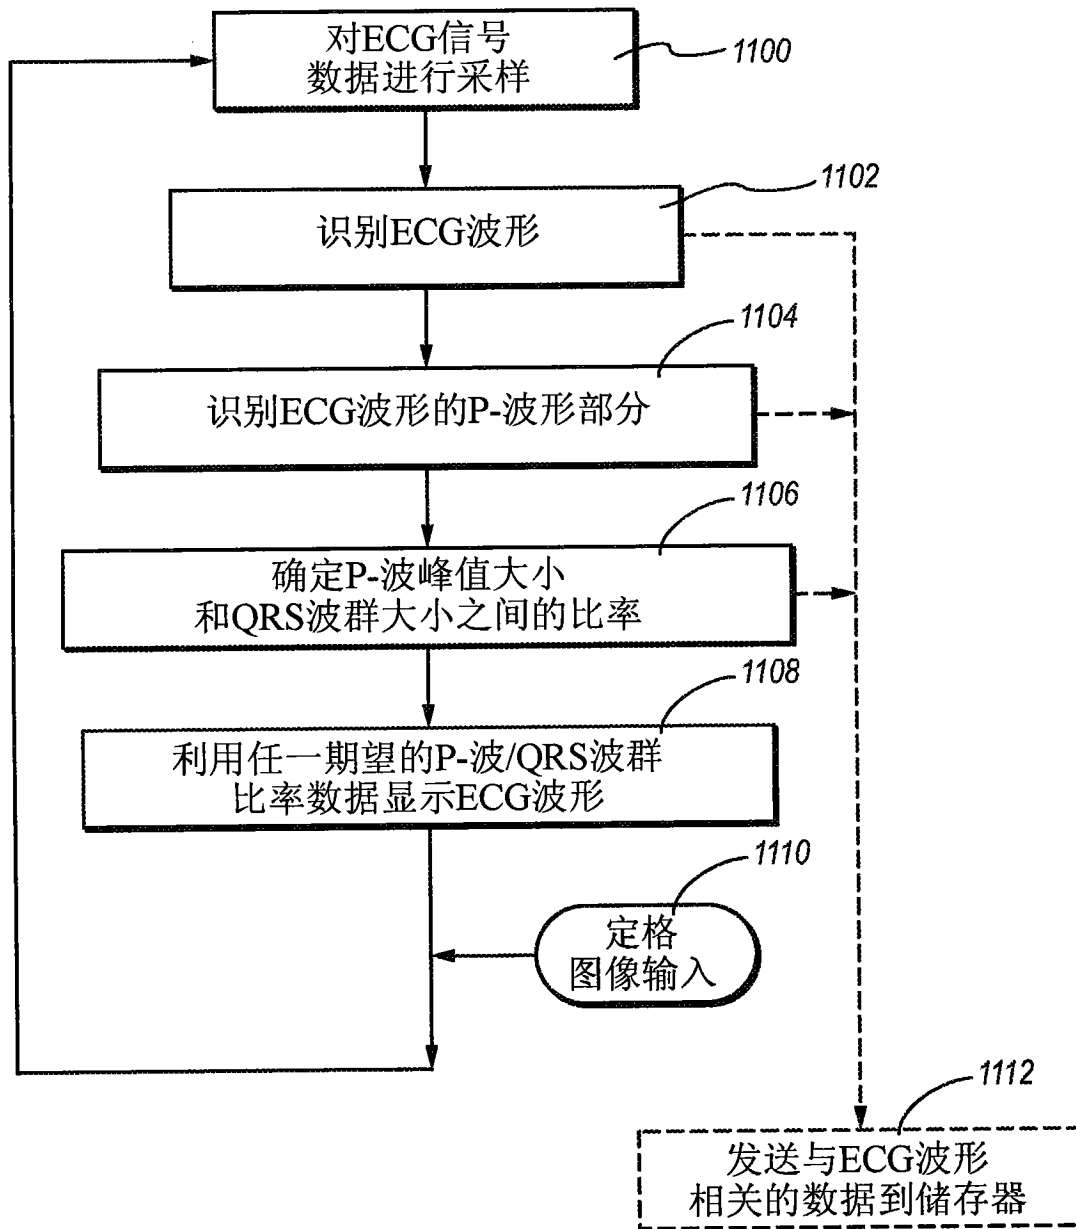 对ECG信号
数据进行采样
1100
1102
识别ECG波形
1104
识别ECG波形的P-波形部分
1106
确定P-波峰值大小
和QRS波群大小之间的比率
1108
利用任一期望的P-波/QRS波群
比率数据显示ECG波形
1110
定格
图像输入
1112
发送与ECG波形
相关的数据到储存器